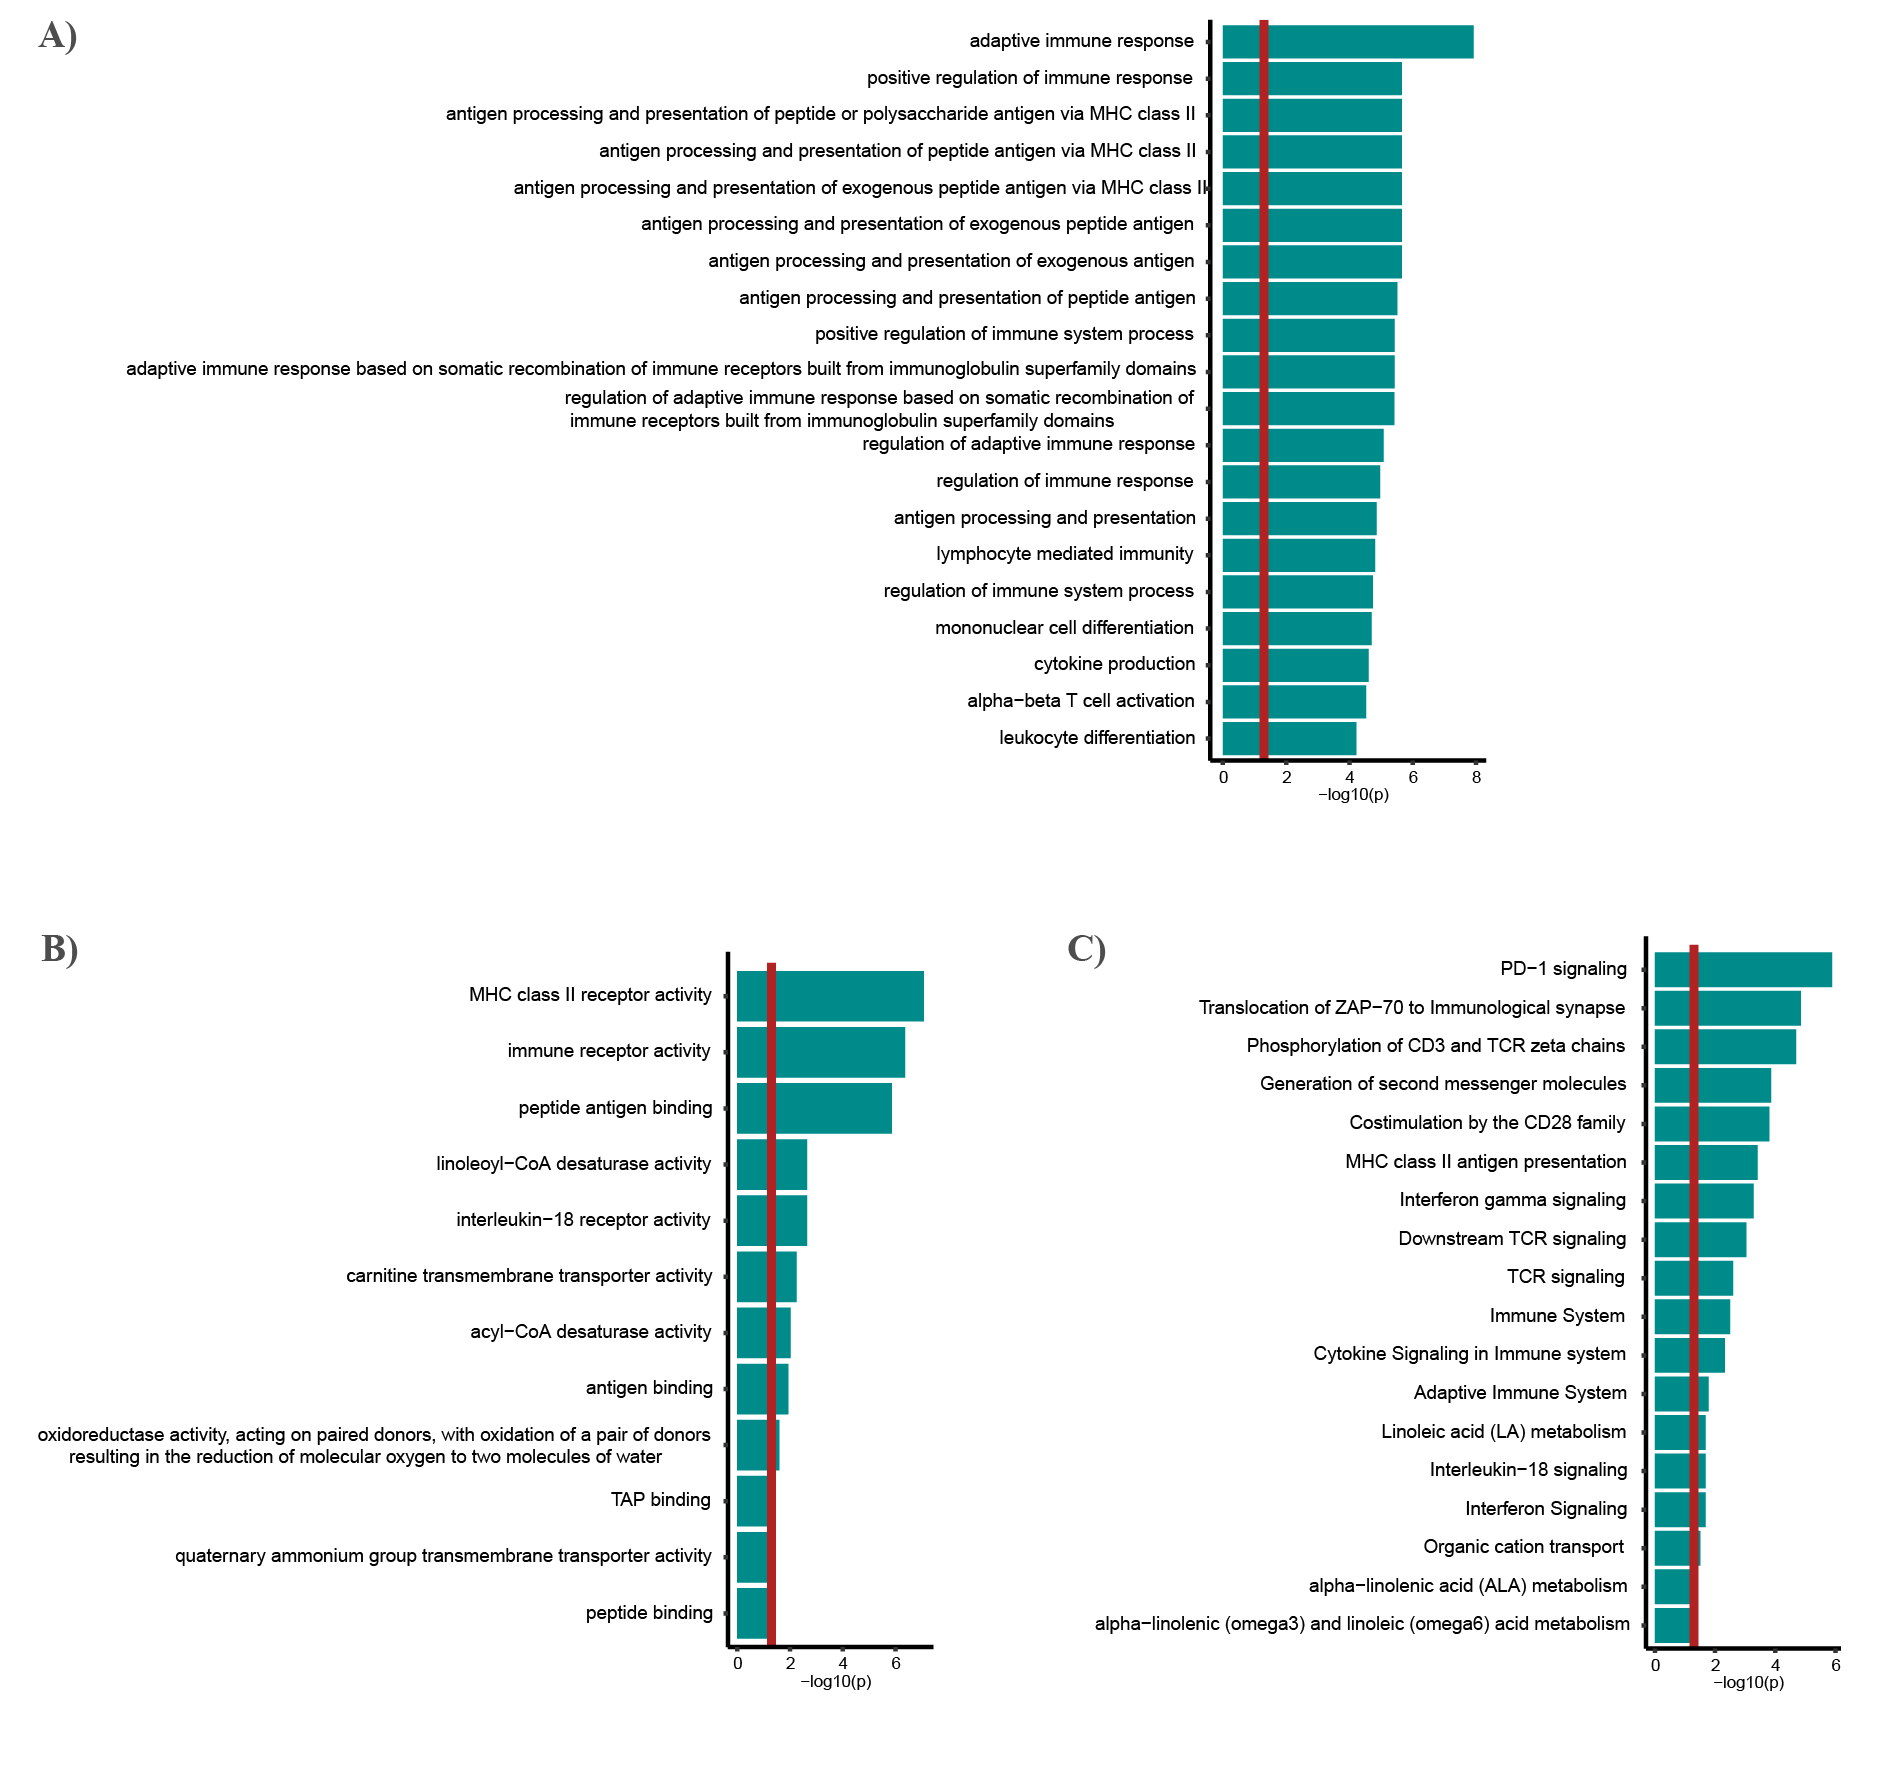 A)
adaptive immune response
positive regulation of immune response
antigen processing and presentation of peptide or polysaccharide antigen via MHC class II
antigen processing and presentation of peptide antigen via MHC class II
antigen processing and presentation of exogenous peptide antigen via MHC class II
antigen processing and presentation of exogenous peptide antigen
antigen processing and presentation of exogenous antigen
antigen processing and presentation of peptide antigen
positive regulation of immune system process
adaptive immune response based on somatic recombination of immune receptors built from immunoglobulin superfamily domains
regulation of adaptive immune response based on somatic recombination of
immune receptors built from immunoglobulin superfamily domains
regulation of adaptive immune response
regulation of immune response
antigen processing and presentation
lymphocyte mediated immunity
regulation of immune system process
mononuclear cell differentiation
cytokine production
alpha−beta T cell activation
leukocyte differentiation
0 2 4 6 8
−log10(p)
B)
MHC class II receptor activity
immune receptor activity
peptide antigen binding
linoleoyl−CoA desaturase activity
interleukin−18 receptor activity
carnitine transmembrane transporter activity
acyl−CoA desaturase activity
antigen binding
oxidoreductase activity, acting on paired donors, with oxidation of a pair of donors
resulting in the reduction of molecular oxygen to two molecules of water
TAP binding
quaternary ammonium group transmembrane transporter activity
peptide binding
0 2 4 6
−log10(p)
C)
PD−1 signaling
Translocation of ZAP−70 to Immunological synapse
Phosphorylation of CD3 and TCR zeta chains
Generation of second messenger molecules
Costimulation by the CD28 family
MHC class II antigen presentation
Interferon gamma signaling
Downstream TCR signaling
TCR signaling
Immune System
Cytokine Signaling in Immune system
Adaptive Immune System
Linoleic acid (LA) metabolism
Interleukin−18 signaling
Interferon Signaling
Organic cation transport
alpha−linolenic acid (ALA) metabolism
alpha−linolenic (omega3) and linoleic (omega6) acid metabolism
0 2 4 6
−log10(p)